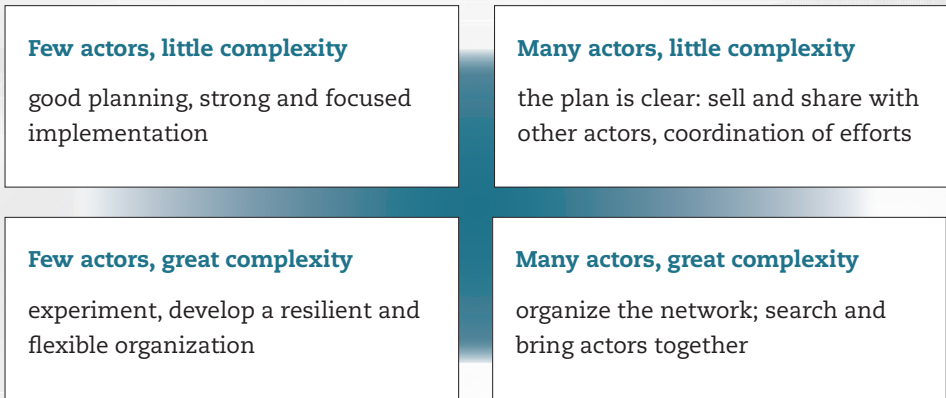 Few actors, little complexity
good planning, strong and focused
implementation
Many actors, little complexity
the plan is clear: sell and share with
other actors, coordination of efforts
Few actors, great complexity
experiment, develop a resilient and
flexible organization
Many actors, great complexity
organize the network; search and
bring actors together